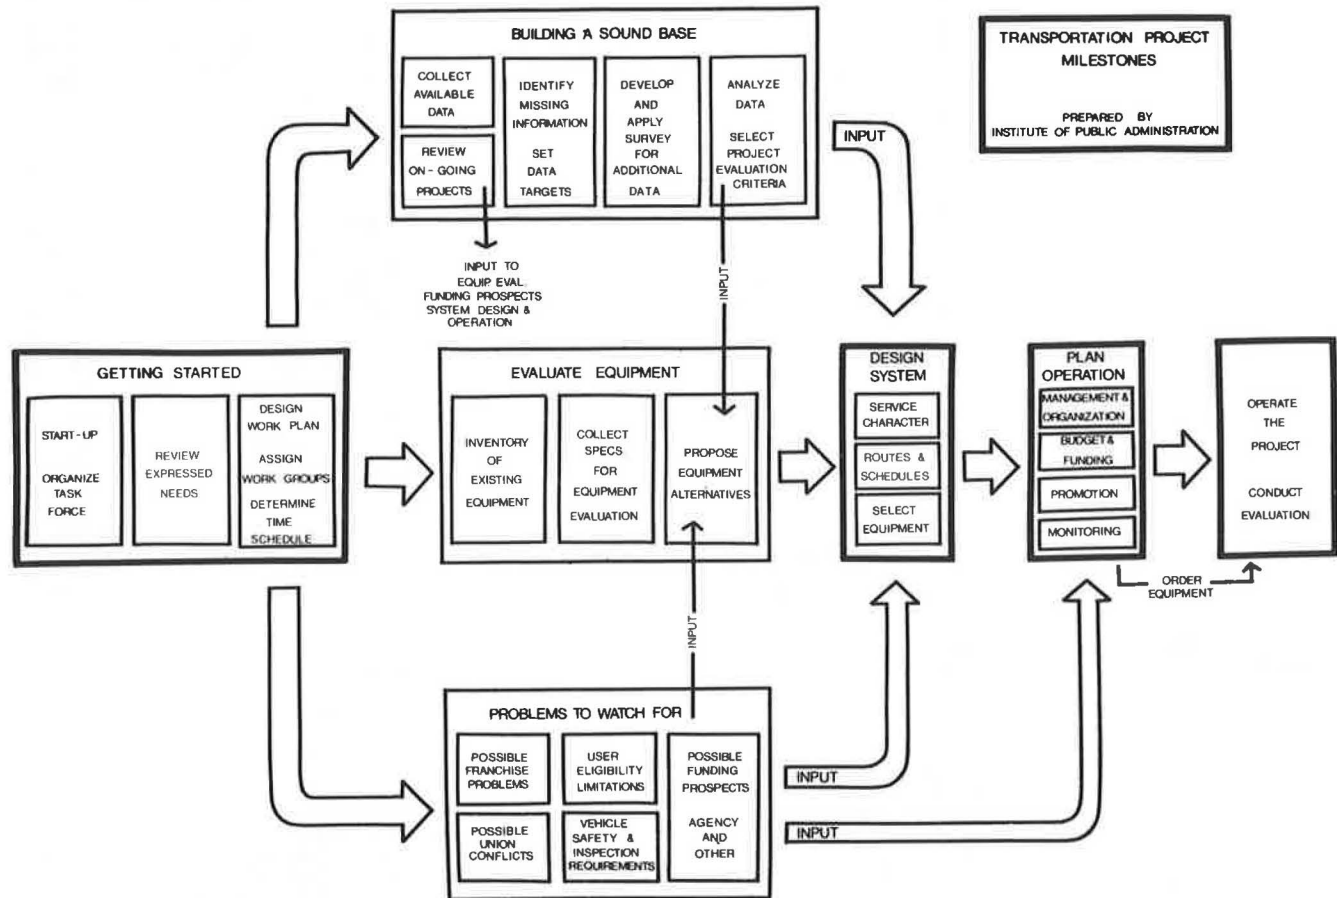 BUILDING A SOUND BASE
COLLECT
AVAILABLE
DATA
REVIEW
ON-GOING
PROJECTS
IDENTIFY
MISSING
INFORMATION
SET
DATA
TARGETS
DEVELOP
AND
APPLY
SURVEY
FOR
ADDITIONAL
DATA
ANALYZE
DATA
SELECT
PROJECT
EVALUATION
CRITERIA
INPUT
TRANSPORTATION PROJECT
MILESTONES
PREPARED BY
INSTITUTE OF PUBLIC ADMINISTRATION
INPUT TO
EQUIP. EVAL.
FUNDING PROSPECTS
SYSTEM DESIGN &
OPERATION
INPUT
GETTING STARTED
START-UP
ORGANIZE
TASK
FORCE
REVIEW
EXPRESSED
NEEDS
DESIGN
WORK PLAN
ASSIGN
WORK GROUPS
DETERMINE
TIME
SCHEDULE
EVALUATE EQUIPMENT
INVENTORY
OF
EXISTING
EQUIPMENT
COLLECT
SPECS
FOR
EQUIPMENT
EVALUATION
PROPOSE
EQUIPMENT
ALTERNATIVES
DESIGN
SYSTEM
SERVICE
CHARACTER
ROUTES &
SCHEDULES
SELECT
EQUIPMENT
PLAN
OPERATION
MANAGEMENT &
ORGANIZATION
BUDGET &
FUNDING
PROMOTION
MONITORING
OPERATE
THE
PROJECT
CONDUCT
EVALUATION
ORDER
EQUIPMENT
INPUT
PROBLEMS TO WATCH FOR
POSSIBLE
FRANCHISE
PROBLEMS
POSSIBLE
UNION
CONFLICTS
USER
ELIGIBILITY
LIMITATIONS
VEHICLE
SAFETY &
INSPECTION
REQUIREMENTS
POSSIBLE
FUNDING
PROSPECTS
AGENCY
AND
OTHER
INPUT
INPUT